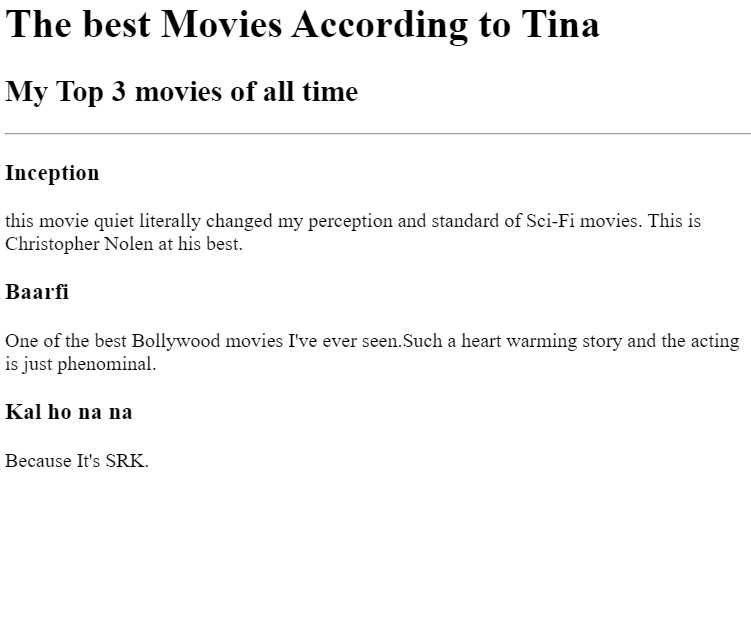 The best Movies According to Tina
My Top 3 movies of all time
Inception
this movie quiet literally changed my perception and standard of Sci-Fi movies. This is
Christopher Nolen at his best.
Baarfi
One of the best Bollywood movies I've ever seen.Such a heart warming story and the acting
is just phenominal.
Kal ho na na
Because It's SRK.